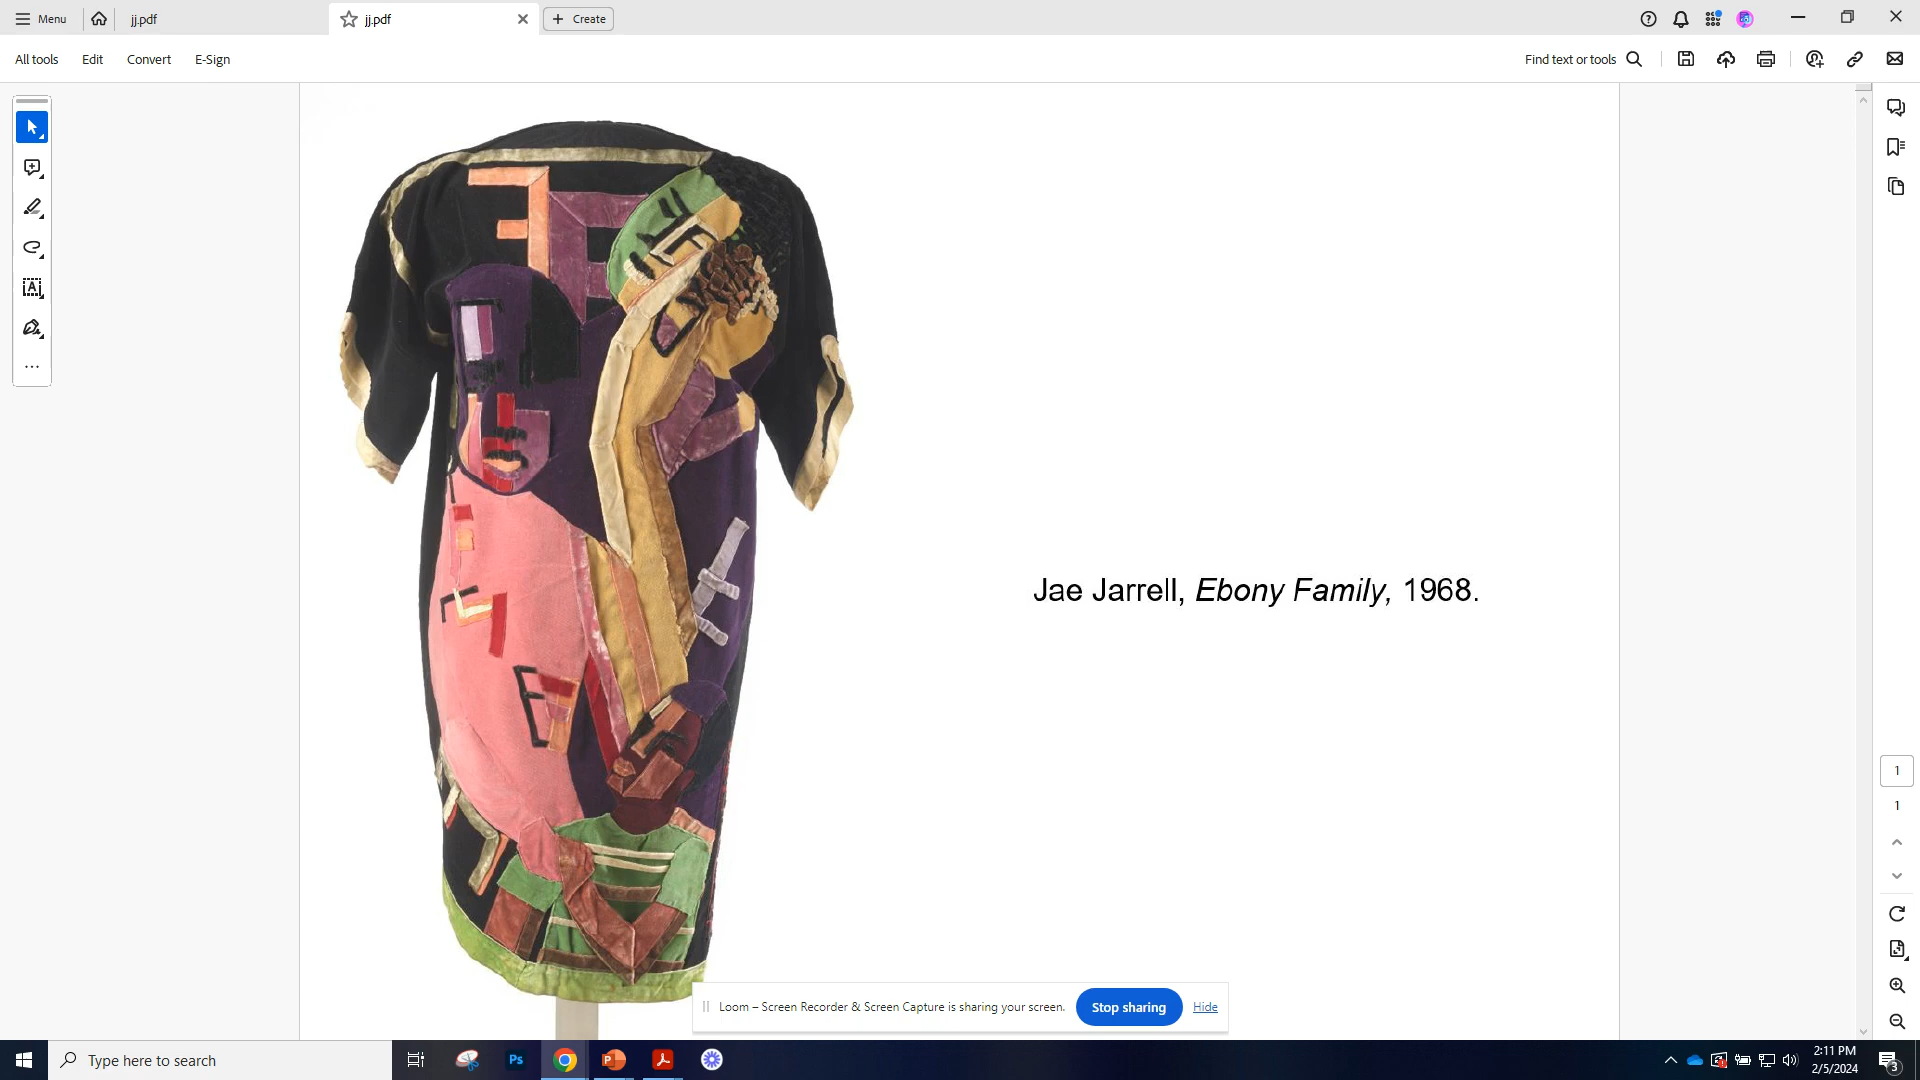 Menu
jj.pdf
jj.pdf
Create
All tools
Edit
Convert
E-Sign
Find text or tools
Jae Jarrell, Ebony Family, 1968.
1
1
Loom – Screen Recorder & Screen Capture is sharing your screen.
Stop sharing
Hide
Type here to search
Ps
2:11 PM
2/5/2024
3